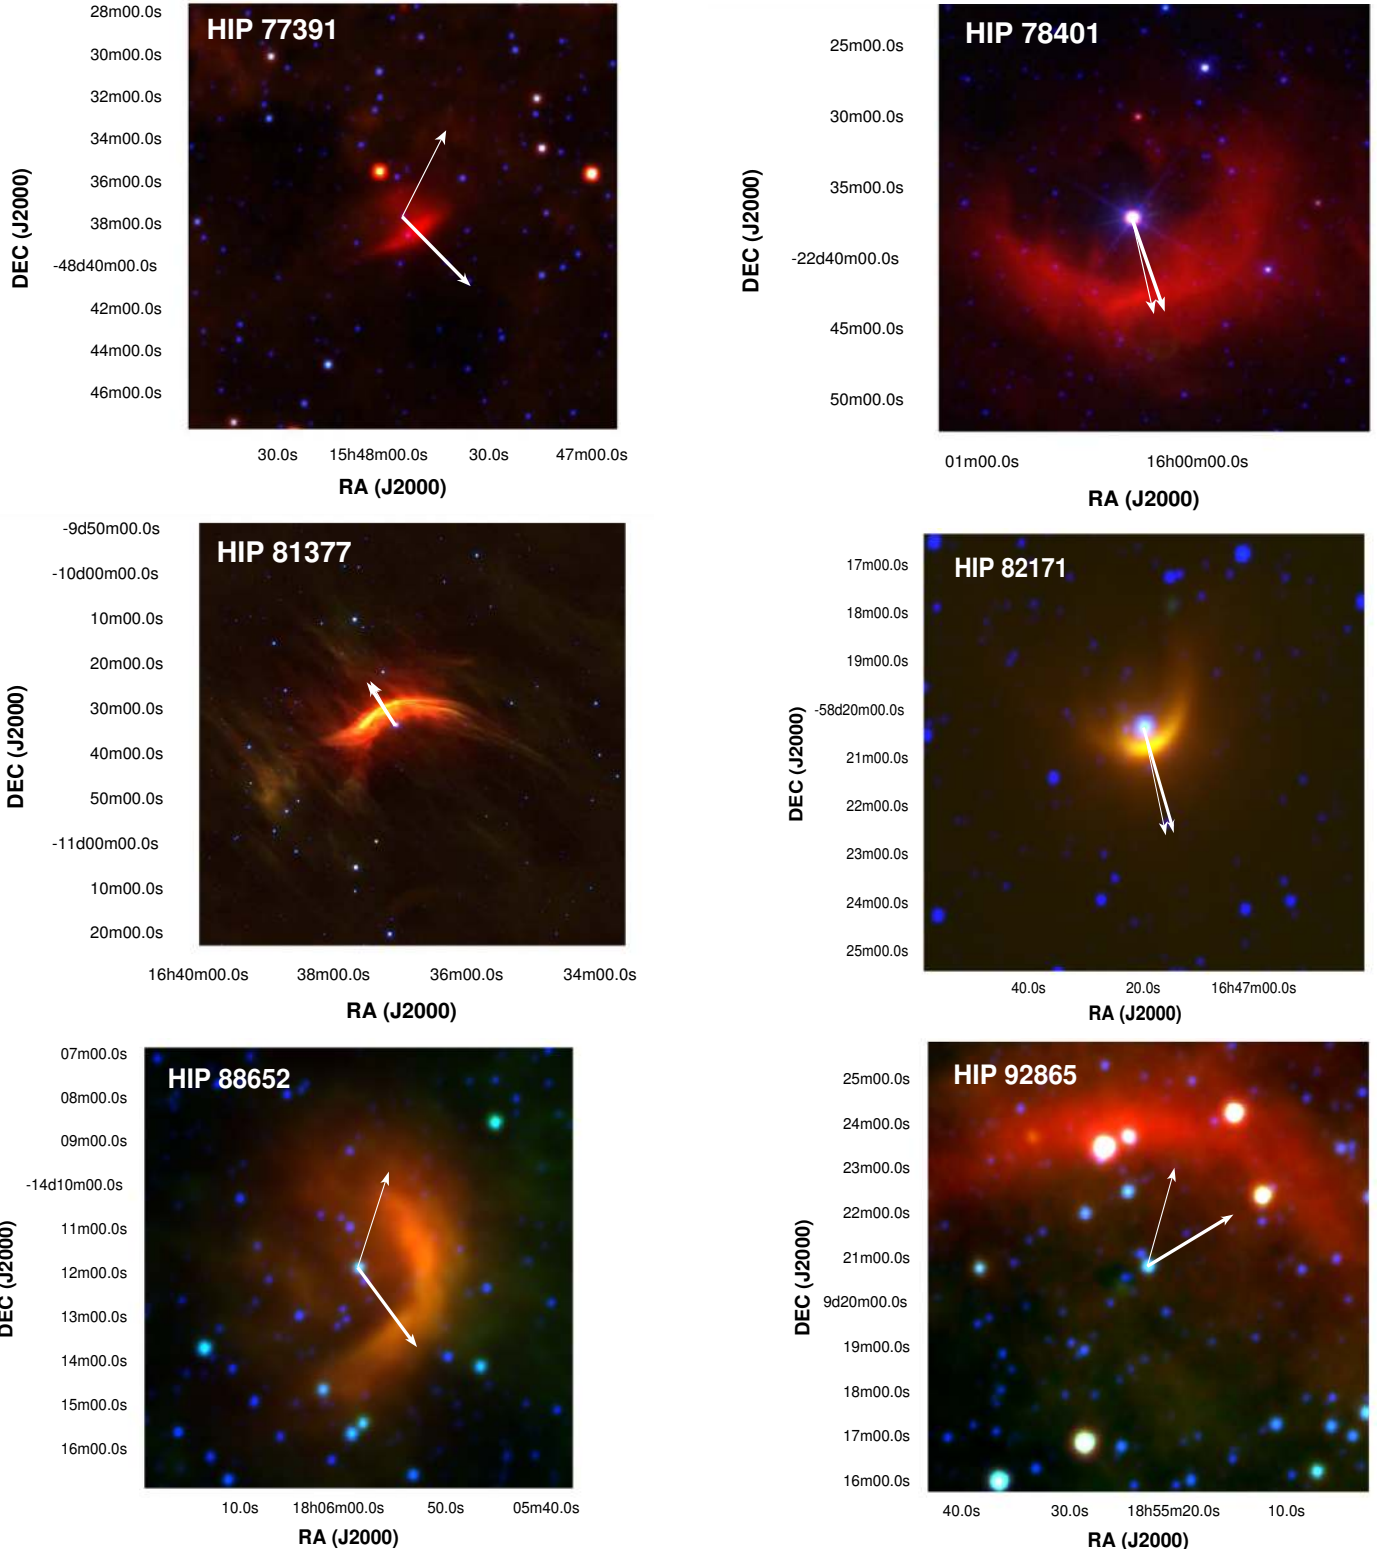 HIP 77391
28m00.0s
30m00.0s
32m00.0s
34m00.0s
36m00.0s
38m00.0s
-48d40m00.0s
42m00.0s
44m00.0s
46m00.0s
DEC (J2000)
30.0s 15h48m00.0s 30.0s 47m00.0s
RA (J2000)
HIP 78401
25m00.0s
30m00.0s
35m00.0s
-22d40m00.0s
45m00.0s
50m00.0s
DEC (J2000)
01m00.0s 16h00m00.0s
RA (J2000)
HIP 81377
-9d50m00.0s
-10d00m00.0s
10m00.0s
20m00.0s
30m00.0s
40m00.0s
50m00.0s
-11d00m00.0s
10m00.0s
20m00.0s
DEC (J2000)
16h40m00.0s 38m00.0s 36m00.0s 34m00.0s
RA (J2000)
HIP 82171
17m00.0s
18m00.0s
19m00.0s
-58d20m00.0s
21m00.0s
22m00.0s
23m00.0s
24m00.0s
25m00.0s
DEC (J2000)
40.0s 20.0s 16h47m00.0s
RA (J2000)
HIP 88652
07m00.0s
08m00.0s
09m00.0s
-14d10m00.0s
11m00.0s
12m00.0s
13m00.0s
14m00.0s
15m00.0s
16m00.0s
DEC (J2000)
10.0s 18h06m00.0s 50.0s 05m40.0s
RA (J2000)
HIP 92865
25m00.0s
24m00.0s
23m00.0s
22m00.0s
21m00.0s
9d20m00.0s
19m00.0s
18m00.0s
17m00.0s
16m00.0s
DEC (J2000)
40.0s 30.0s 18h55m20.0s 10.0s
RA (J2000)